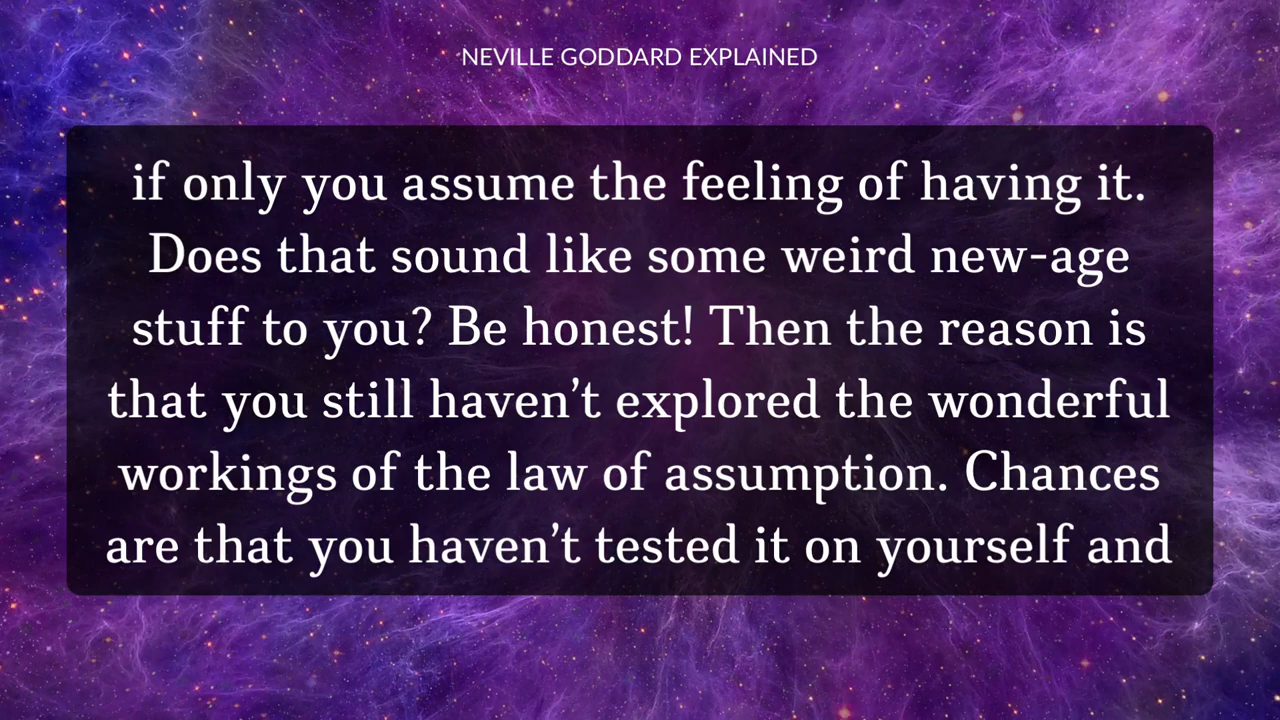 NEVILLE GODDARD EXPLAINED
if only you assume the feeling of having it.
Does that sound like some weird new-age
stuff to you? Be honest! Then the reason is
that you still haven’t explored the wonderful
workings of the law of assumption. Chances
are that you haven’t tested it on yourself and